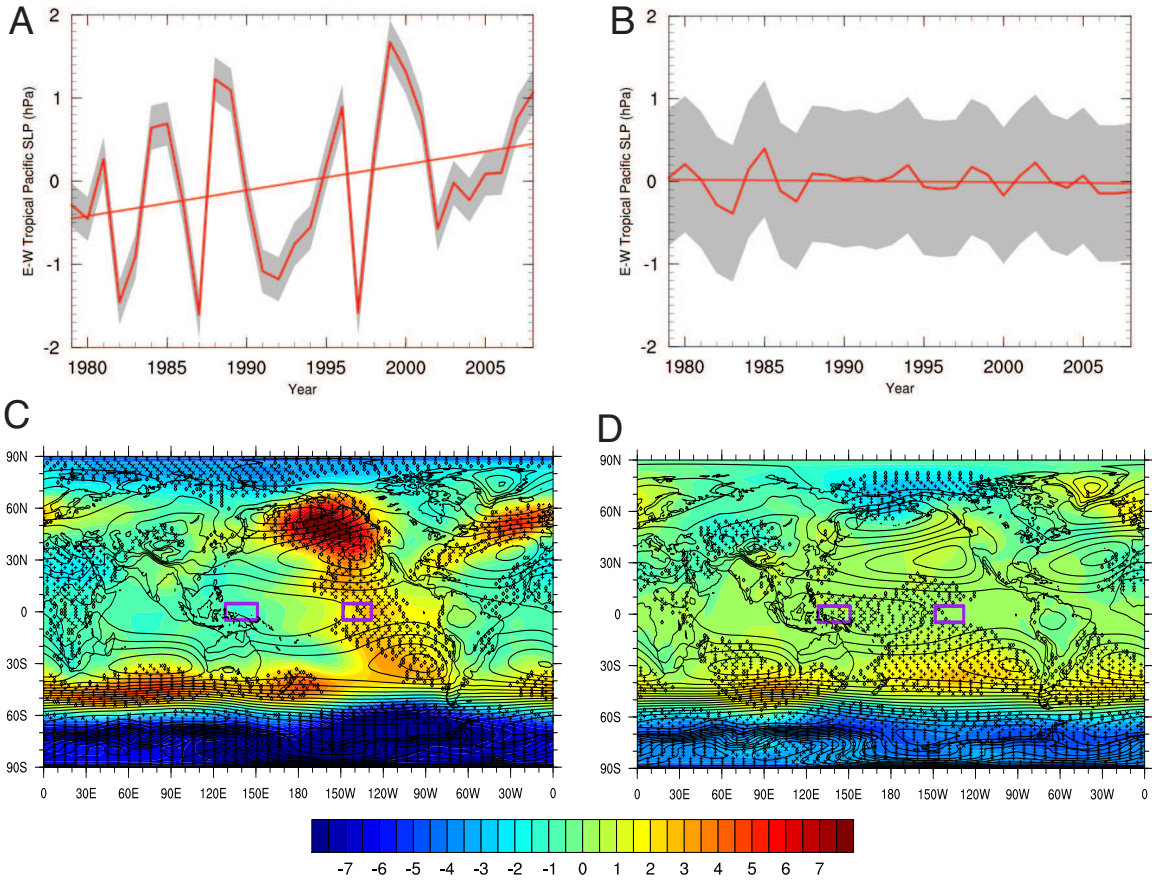 A
E-W Tropical Pacific SLP (hPa)
2
1
0
-1
-2
1980 1985 1990 1995 2000 2005
Year
B
E-W Tropical Pacific SLP (hPa)
2
1
0
-1
-2
1980 1985 1990 1995 2000 2005
Year
C
90N
60N
30N
0
30S
60S
90S
0 30E 60E 90E 120E 150E 180 150W 120W 90W 60W 30W 0
D
90N
60N
30N
0
30S
60S
90S
0 30E 60E 90E 120E 150E 180 150W 120W 90W 60W 30W 0
-7 -6 -5 -4 -3 -2 -1 0 1 2 3 4 5 6 7